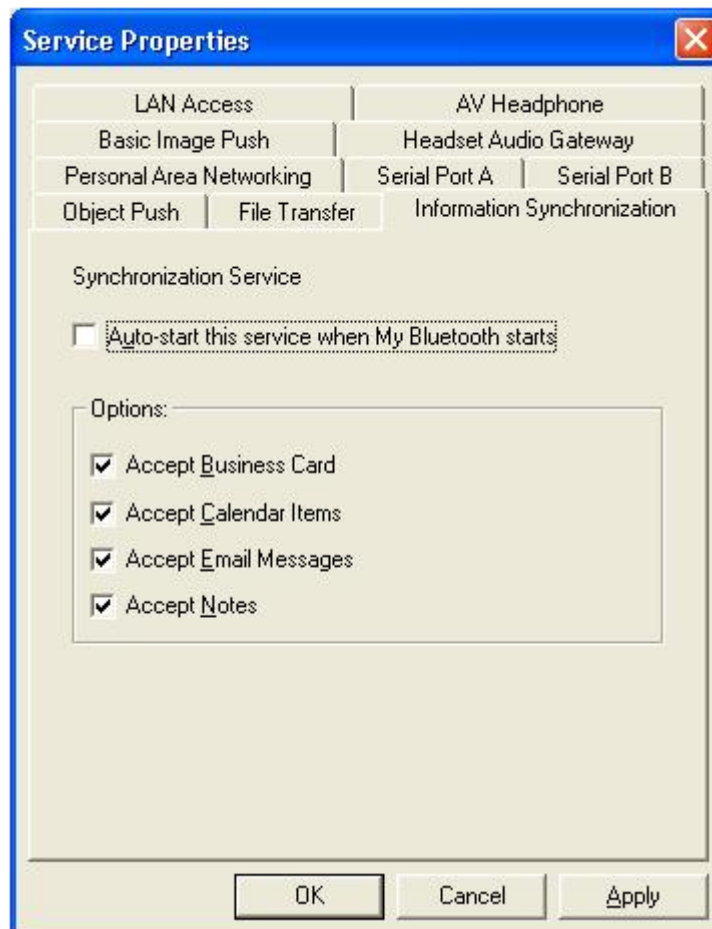 Service Properties
LAN Access AV Headphone
Basic Image Push Headset Audio Gateway
Personal Area Networking Serial Port A Serial Port B
Object Push File Transfer Information Synchronization
Synchronization Service
Auto-start this service when My Bluetooth starts
Options:
Accept Business Card
Accept Calendar Items
Accept Email Messages
Accept Notes
OK Cancel Apply